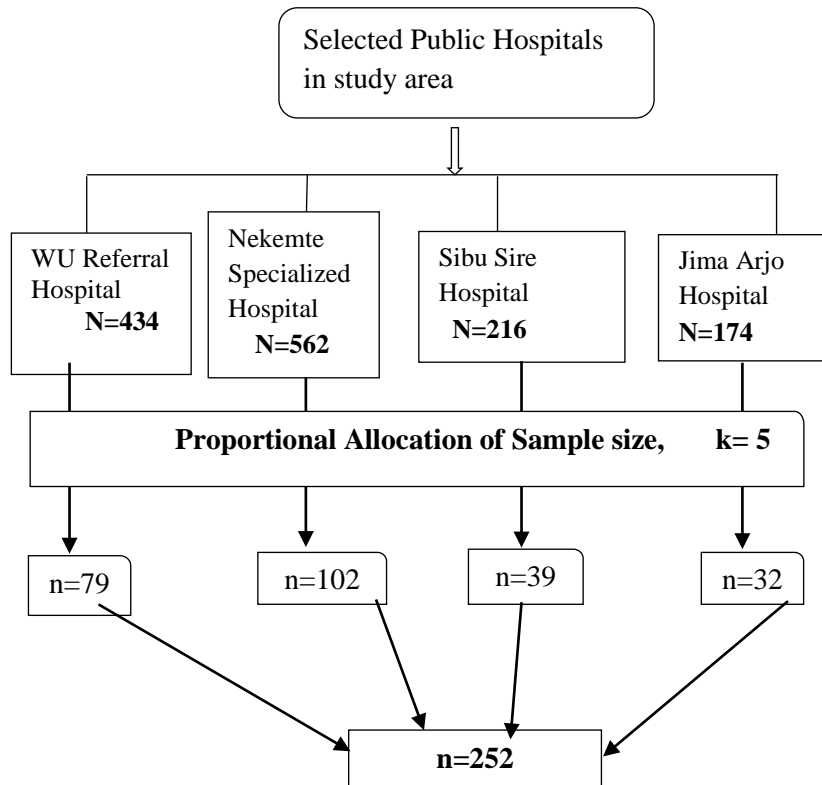 Selected Public Hospitals
in study area
WU Referral
Hospital
N=434
Nekemte
Specialized
Hospital
N=562
Sibu Sire
Hospital
N=216
Jima Arjo
Hospital
N=174
Proportional Allocation of Sample size, k= 5
n=79
n=102
n=39
n=32
n=252